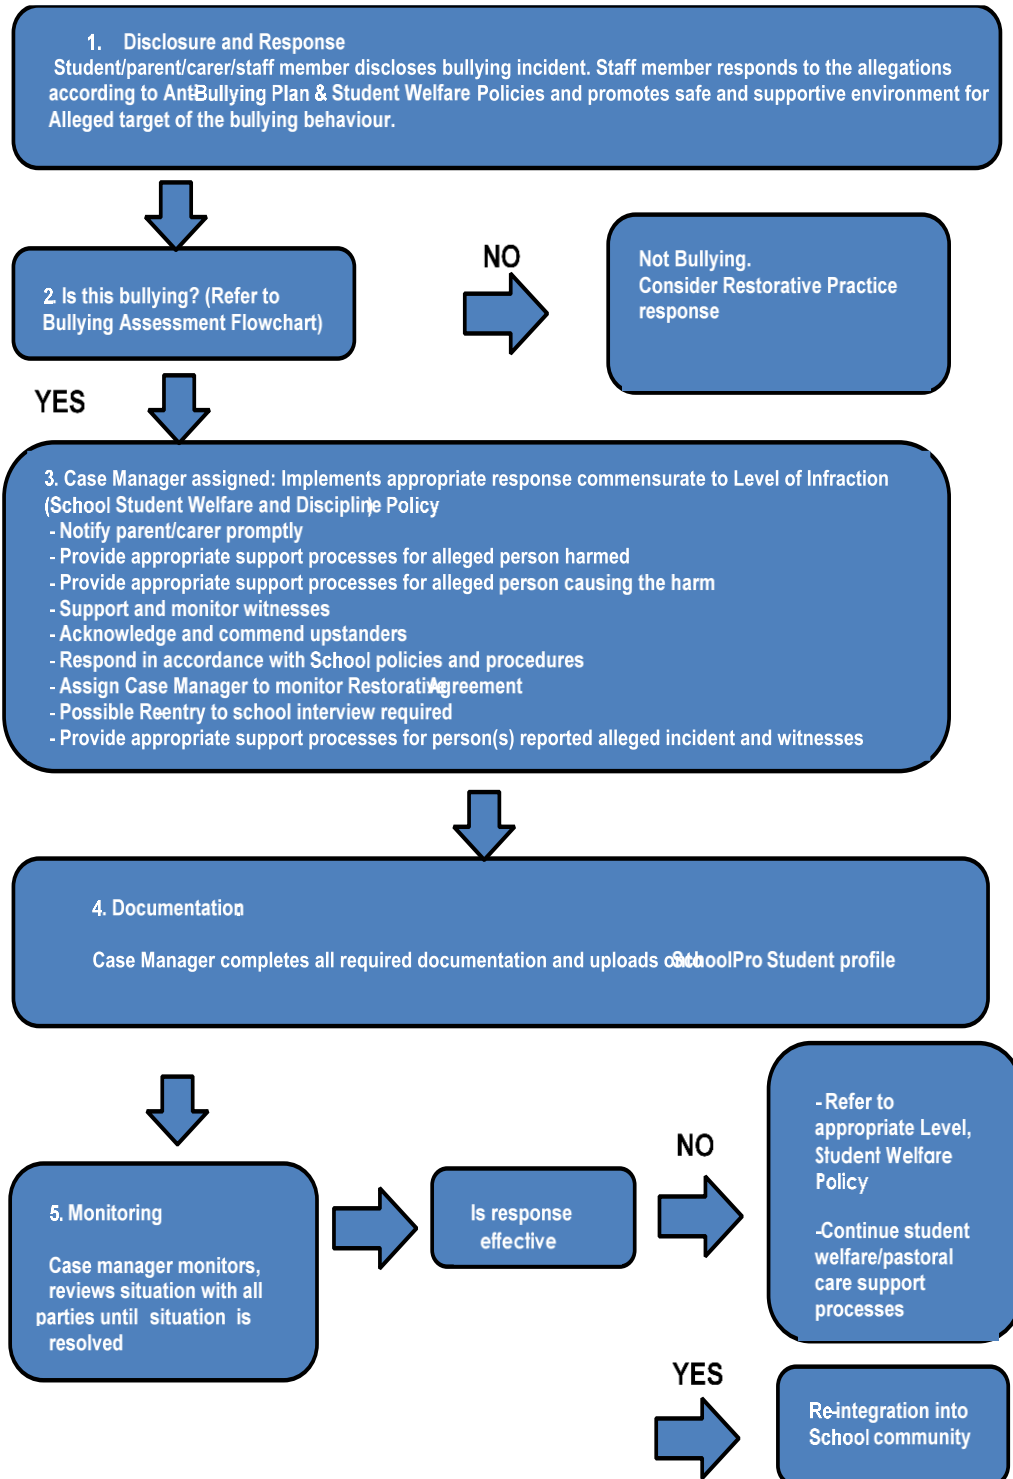 1. Disclosure and Response
Student/parent/carer/staff member discloses bullying incident. Staff member responds to the allegations
according to Anti-Bullying Plan & Student Welfare Policies and promotes safe and supportive environment for
Alleged target of the bullying behaviour.
NO
Not Bullying.
Consider Restorative Practice
response
2. Is this bullying? (Refer to
Bullying Assessment Flowchart)
YES
3. Case Manager assigned: Implements appropriate response commensurate to Level of Infraction
(School Student Welfare and Discipline Policy)
- Notify parent/carer promptly
- Provide appropriate support processes for alleged person harmed
- Provide appropriate support processes for alleged person causing the harm
- Support and monitor witnesses
- Acknowledge and commend upstanders
- Respond in accordance with School policies and procedures
- Assign Case Manager to monitor Restorative Agreement
- Possible Re-entry to school interview required
- Provide appropriate support processes for person(s) reported alleged incident and witnesses
4. Documentation:
Case Manager completes all required documentation and uploads onto SchoolPro Student profile
5. Monitoring
Case manager monitors,
reviews situation with all
parties until situation is
resolved
Is response
effective
NO
- Refer to
appropriate Level,
Student Welfare
Policy
-Continue student
welfare/pastoral
care support
processes
YES
Re-integration into
School community